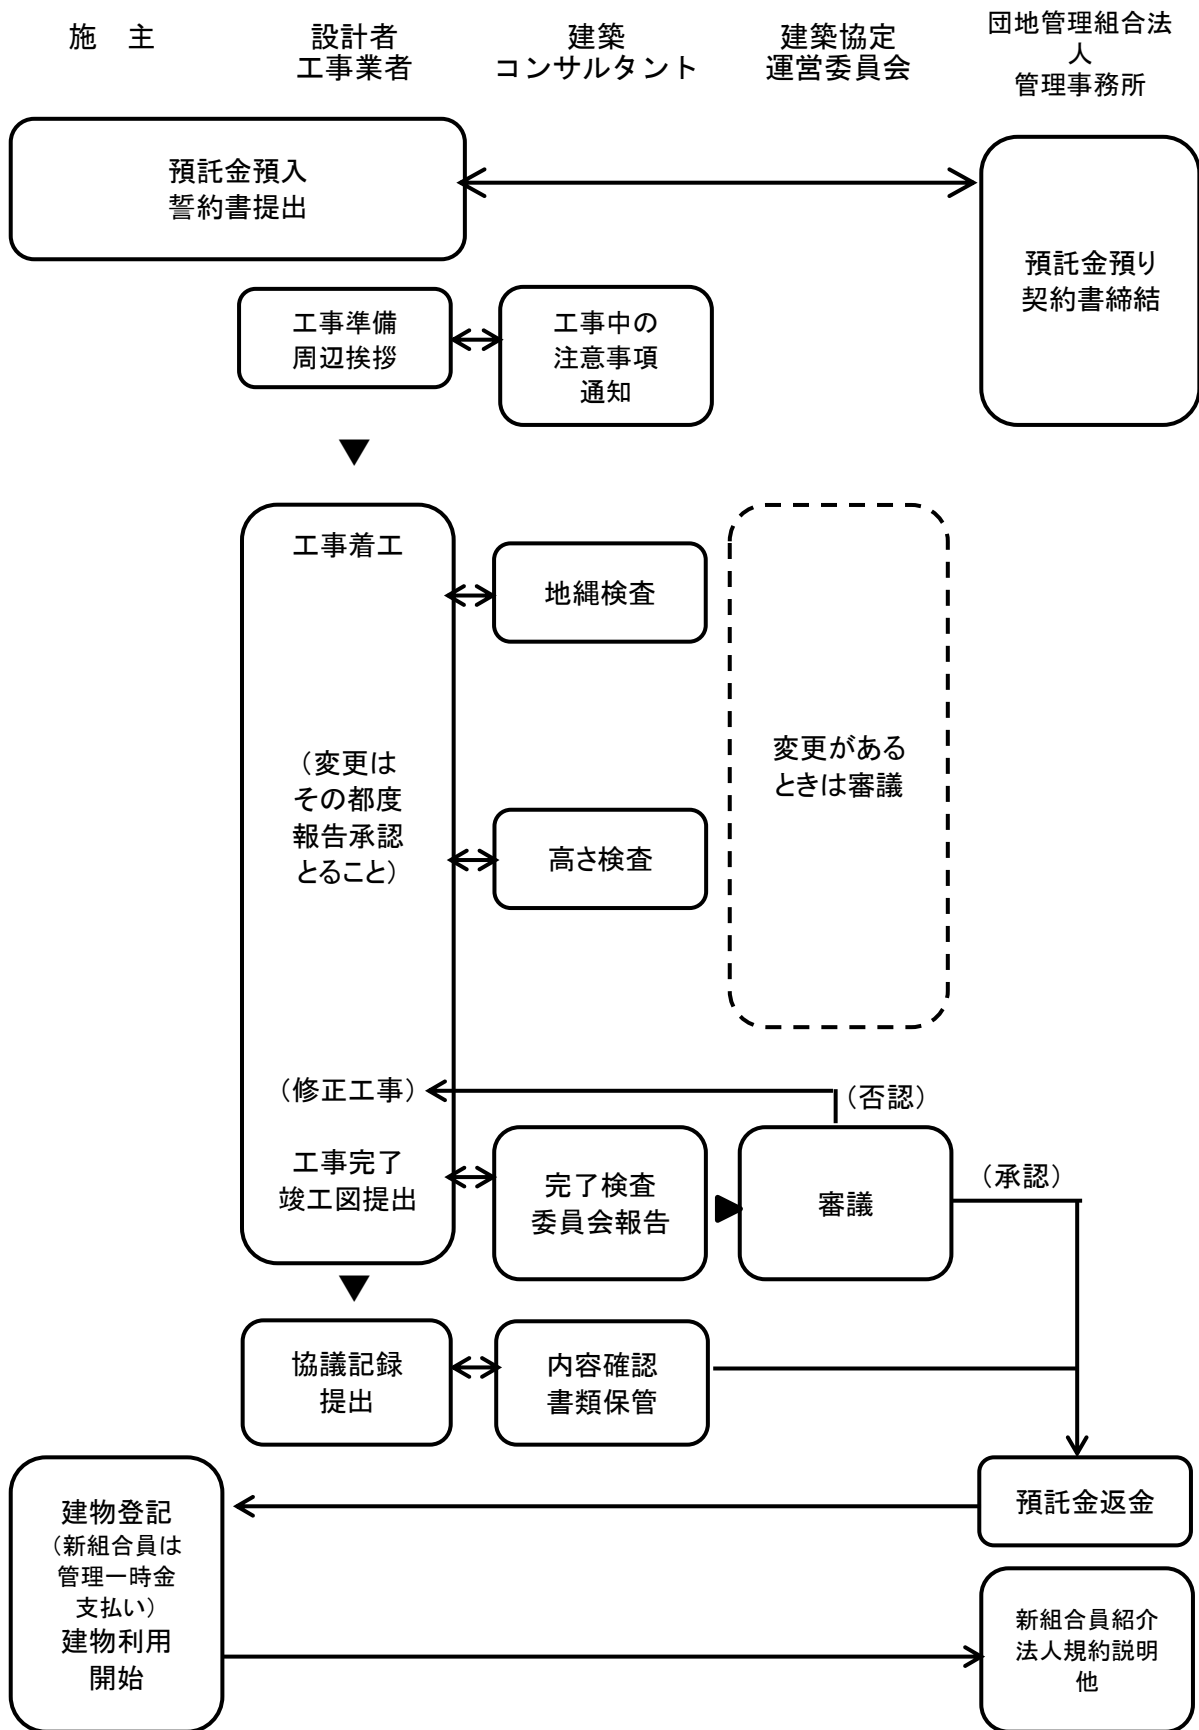 施　主
設計者
工事業者
建築
コンサルタント
建築協定
運営委員会
団地管理組合法
人
管理事務所
預託金預入
誓約書提出
預託金預り
契約書締結
工事準備
周辺挨拶
工事中の
注意事項
通知
工事着工
地縄検査
（変更は
その都度
報告承認
とること）
変更がある
ときは審議
高さ検査
（修正工事）
（否認）
工事完了
竣工図提出
完了検査
委員会報告
審議
（承認）
協議記録
提出
内容確認
書類保管
預託金返金
建物登記
（新組合員は
管理一時金
支払い）
建物利用
開始
新組合員紹介
法人規約説明
他